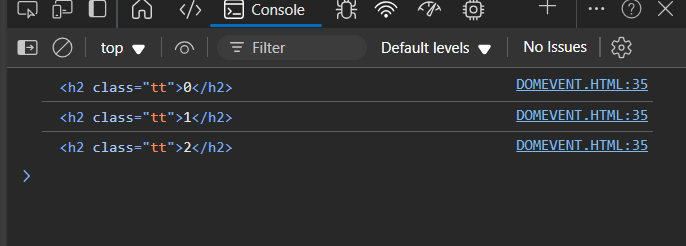 Console
top Filter Default levels No Issues
<h2 class="tt">0</h2> DOMEVENT.HTML:35
<h2 class="tt">1</h2> DOMEVENT.HTML:35
<h2 class="tt">2</h2> DOMEVENT.HTML:35